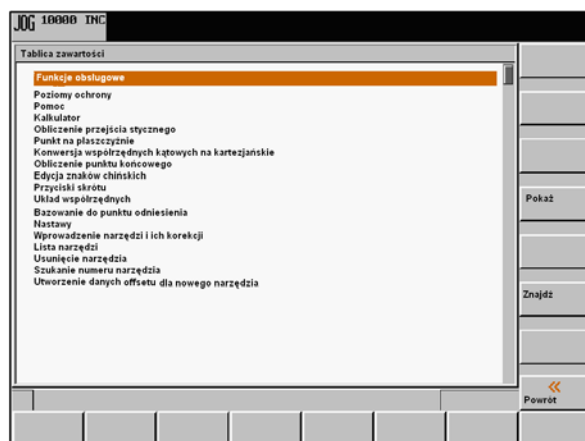 JOG 10000 INC
Tablica zawartości
Funkcje obsługowe
Poziomy ochrony
Pomoc
Kalkulator
Obliczenie przejścia stycznego
Punkt na płaszczyźnie
Konwersja współrzędnych kątowych na kartezjańskie
Obliczenie punktu końcowego
Edycja znaków chińskich
Przyciski skrótu
Układ współrzędnych
Pokaż
Bazowanie do punktu odniesienia
Nastawy
Wprowadzenie narzędzi i ich korekcji
Lista narzędzi
Usunięcie narzędzia
Szukanie numeru narzędzia
Utworzenie danych offsetu dla nowego narzędzia
Znajdź
«
Powrót